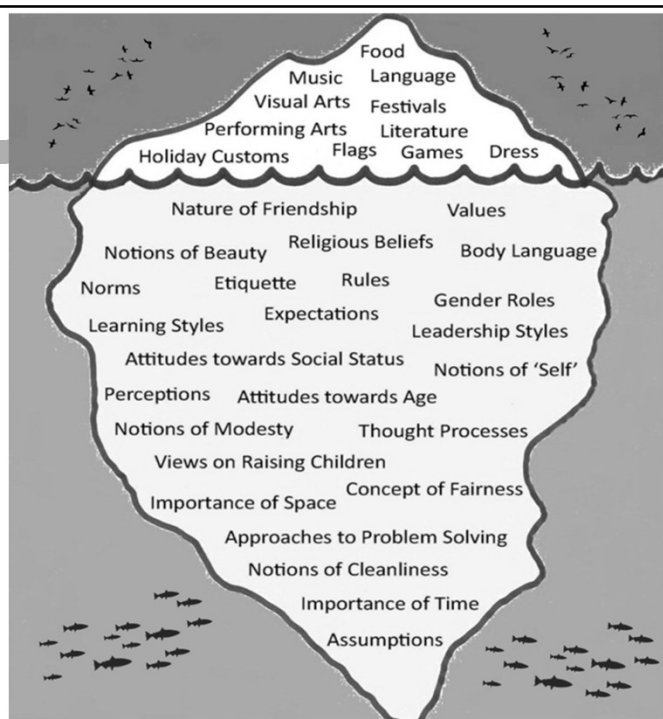 Food
Music Language
Visual Arts Festivals
Performing Arts Literature
Holiday Customs Flags Games Dress
Nature of Friendship Values
Notions of Beauty Religious Beliefs Body Language
Norms Etiquette Rules
Expectations Gender Roles
Learning Styles Leadership Styles
Attitudes towards Social Status Notions of ‘Self’
Perceptions Attitudes towards Age
Notions of Modesty Thought Processes
Views on Raising Children
Importance of Space Concept of Fairness
Approaches to Problem Solving
Notions of Cleanliness
Importance of Time
Assumptions